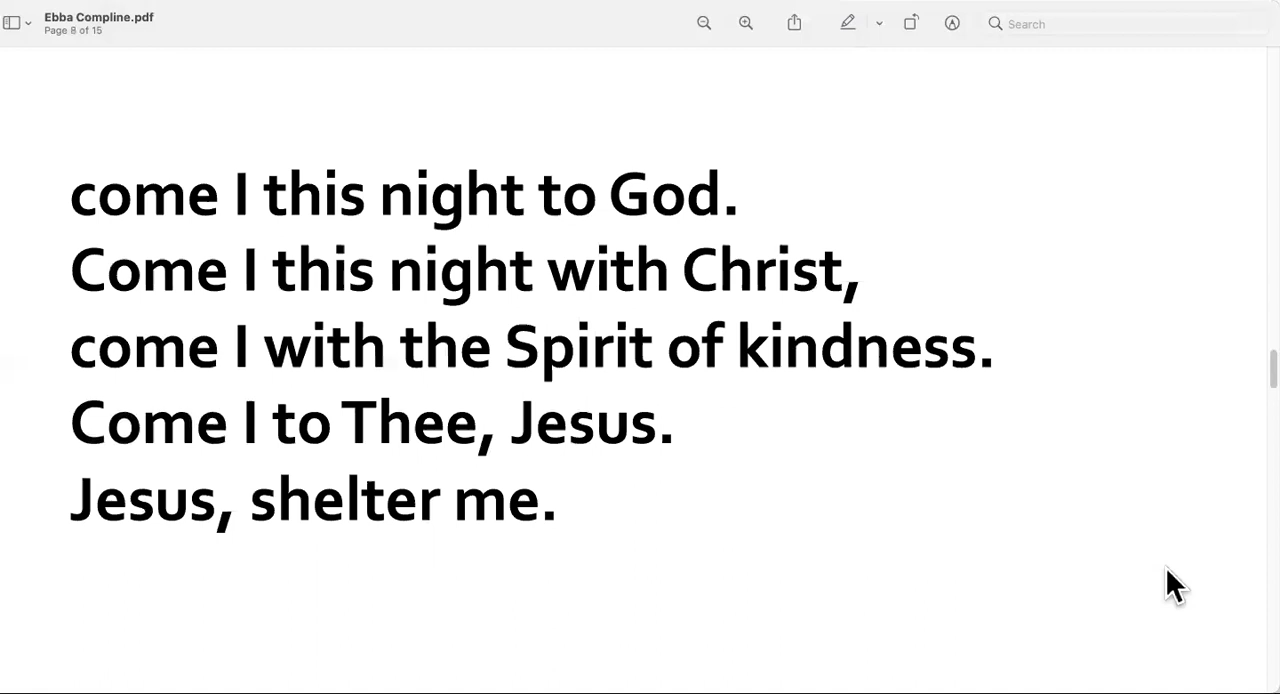 Ebba Compline.pdf
Page 8 of 15
Search
come I this night to God.
Come I this night with Christ,
come I with the Spirit of kindness.
Come I to Thee, Jesus.
Jesus, shelter me.